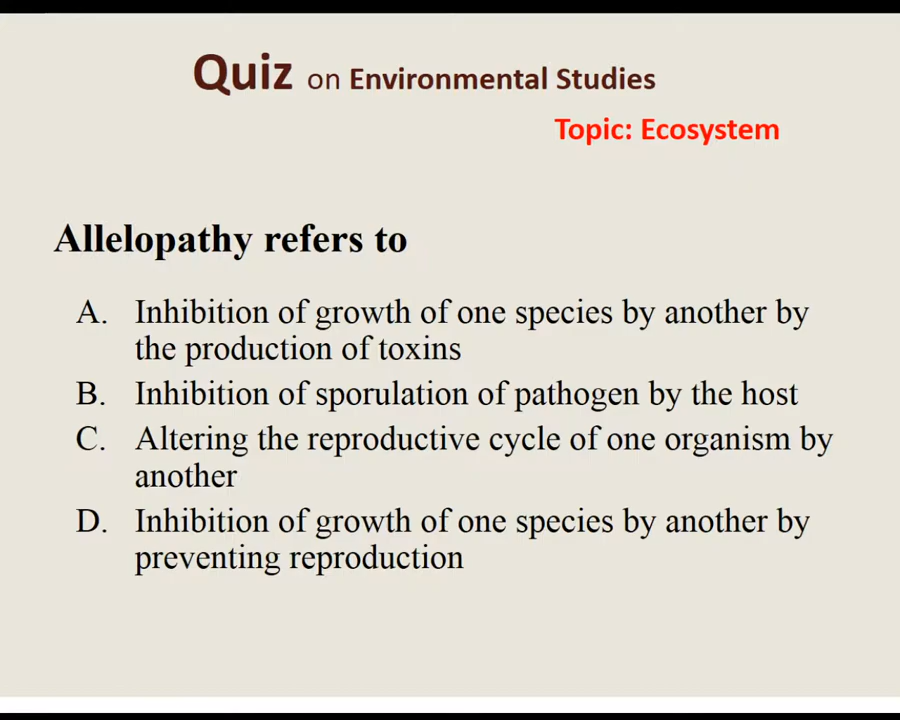 Quiz on Environmental Studies
Topic: Ecosystem
Allelopathy refers to
A. Inhibition of growth of one species by another by
the production of toxins
B. Inhibition of sporulation of pathogen by the host
C. Altering the reproductive cycle of one organism by
another
D. Inhibition of growth of one species by another by
preventing reproduction